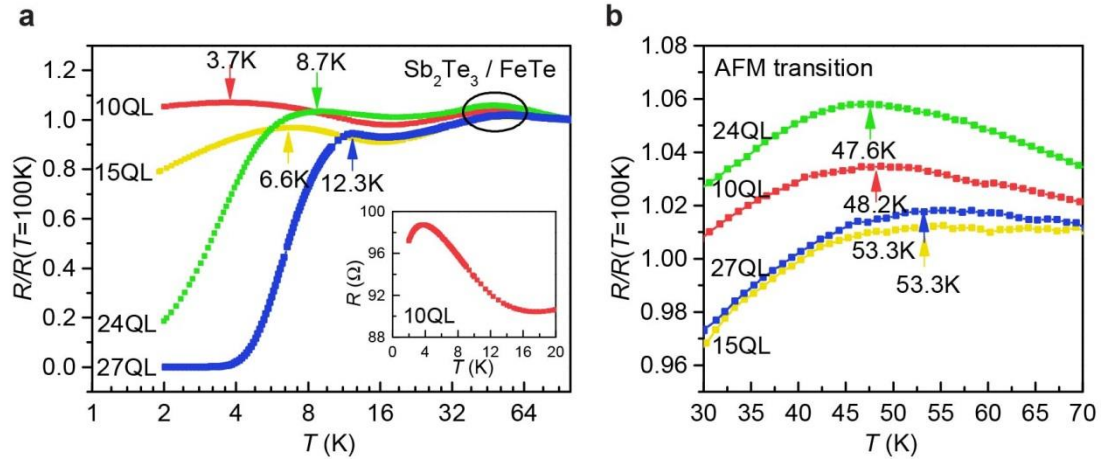 a
3.7K
8.7K
Sb2Te3 / FeTe
10QL
15QL
24QL
27QL
6.6K
12.3K
1.2
1.0
0.8
0.6
0.4
0.2
0.0
R/R(T=100K)
1 2 4 8 16 32 64
T (K)
100
96
92
88
R (Ω)
10QL
0 4 8 12 16 20
T (K)
b
AFM transition
1.08
1.06
1.04
1.02
1.00
0.98
0.96
R/R(T=100K)
24QL
47.6K
10QL
48.2K
27QL
53.3K
53.3K
15QL
30 35 40 45 50 55 60 65 70
T (K)